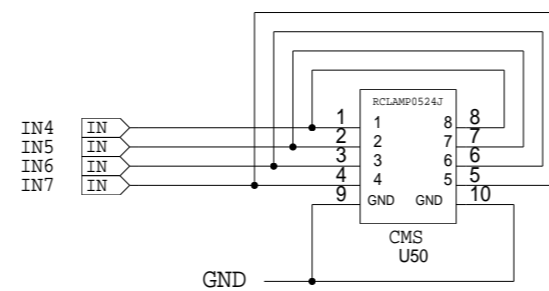 RCLAMP0524J
IN4 IN 1 1 8 8
IN5 IN 2 2 7 7
IN6 IN 3 3 6 6
IN7 IN 4 4 5 5
9 GND GND 10
CMS
U50
GND